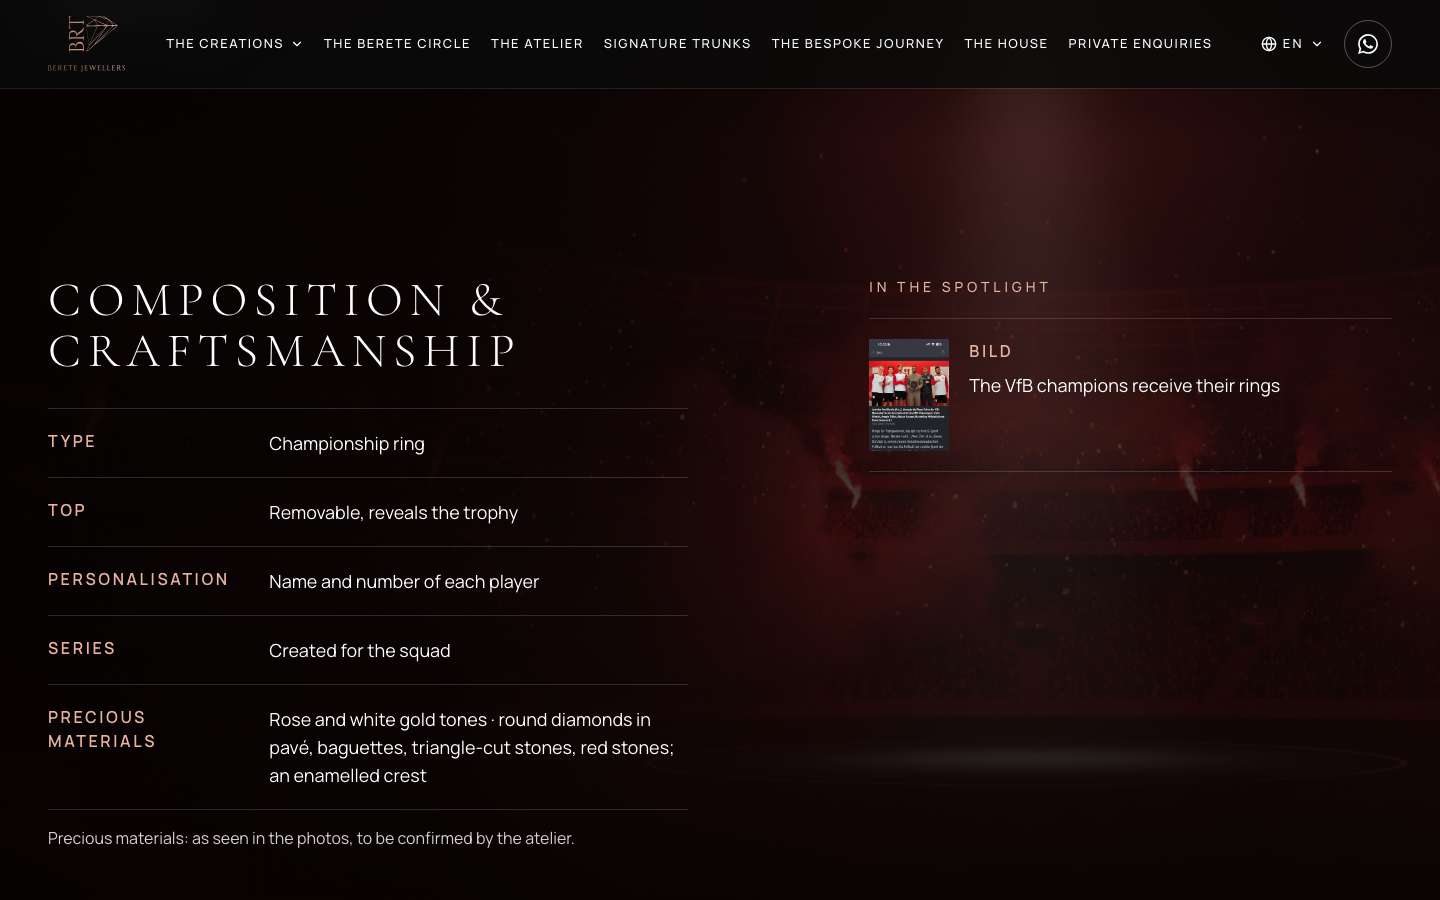 BRT
BERETE JEWELLERS
THE CREATIONS
THE BERETE CIRCLE
THE ATELIER
SIGNATURE TRUNKS
THE BESPOKE JOURNEY
THE HOUSE
PRIVATE ENQUIRIES
EN
COMPOSITION &
CRAFTSMANSHIP
TYPE
Championship ring
TOP
Removable, reveals the trophy
PERSONALISATION
Name and number of each player
SERIES
Created for the squad
PRECIOUS
MATERIALS
Rose and white gold tones · round diamonds in
pavé, baguettes, triangle-cut stones, red stones;
an enamelled crest
Precious materials: as seen in the photos, to be confirmed by the atelier.
IN THE SPOTLIGHT
BILD
The VfB champions receive their rings